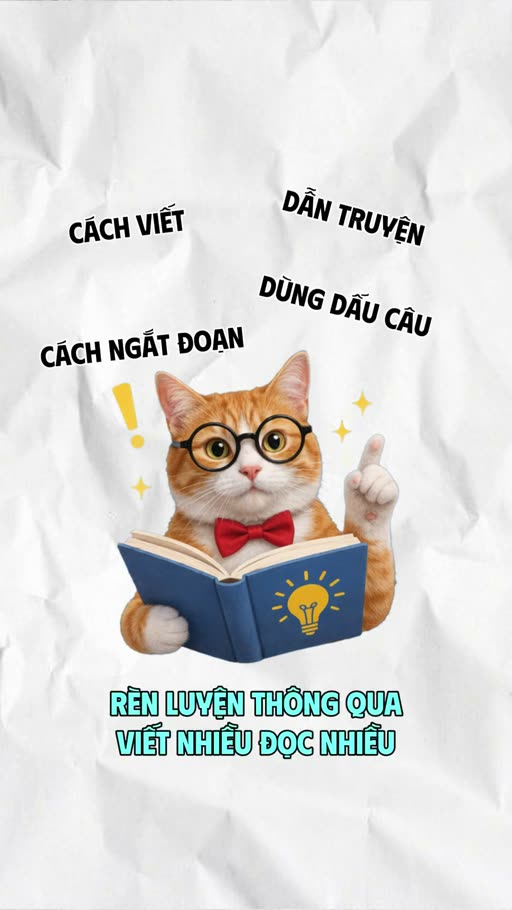 CÁCH VIẾT
DẪN TRUYỆN
DÙNG DẤU CÂU
CÁCH NGẮT ĐOẠN
RÈN LUYỆN THÔNG QUA
VIẾT NHIỀU ĐỌC NHIỀU